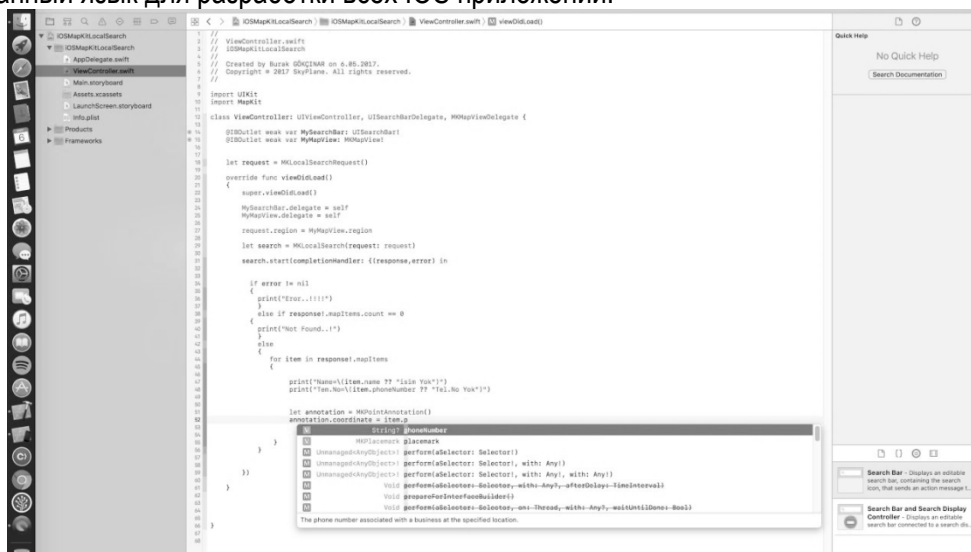 анный язык для разработки всех iOS приложений.
iOSMapKitLocalSearch
iOSMapKitLocalSearch
ViewController.swift
viewDidLoad()
iOSMapKitLocalSearch
iOSMapKitLocalSearch
AppDelegate.swift
ViewController.swift
Main.storyboard
Assets.xcassets
LaunchScreen.storyboard
Info.plist
Products
Frameworks
//
// ViewController.swift
// iOSMapKitLocalSearch
//
// Created by Burak GÖKÇINAR on 6.05.2017.
// Copyright © 2017 SkyPlane. All rights reserved.
//
import UIKit
import MapKit
class ViewController: UIViewController, UISearchBarDelegate, MKMapViewDelegate {
@IBOutlet weak var MySearchBar: UISearchBar!
@IBOutlet weak var MyMapView: MKMapView!
let request = MKLocalSearchRequest()
override func viewDidLoad()
{
super.viewDidLoad()
MySearchBar.delegate = self
MyMapView.delegate = self
request.region = MyMapView.region
let search = MKLocalSearch(request: request)
search.start(completionHandler: {(response,error) in
if error != nil
{
print("Eror..!!!!")
}
else if response!.mapItems.count == 0
{
print("Not Found..!")
}
else
{
for item in response!.mapItems
{
print("Name=\(item.name ?? "isim Yok")")
print("Tem.No=\(item.phoneNumber ?? "Tel.No Yok")")
let annotation = MKPointAnnotation()
annotation.coordinate = item.p
String? phoneNumber
MKPlacemark placemark
Unmanaged<AnyObject>! perform(aSelector: Selector!)
Unmanaged<AnyObject>! perform(aSelector: Selector!, with: Any!)
Unmanaged<AnyObject>! perform(aSelector: Selector!, with: Any!, with: Any!)
Void perform(aSelector: Selector, with: Any?, afterDelay: TimeInterval)
Void prepareForInterfaceBuilder()
Void perform(aSelector: Selector, on: Thread, with: Any?, waitUntilDone: Bool)
The phone number associated with a business at the specified location.
}
}
})
}
}
Quick Help
No Quick Help
Search Documentation
Search Bar - Displays an editable
search bar, containing the search
icon, that sends an action message t...
Search Bar and Search Display
Controller - Displays an editable
search bar connected to a search dis...
6